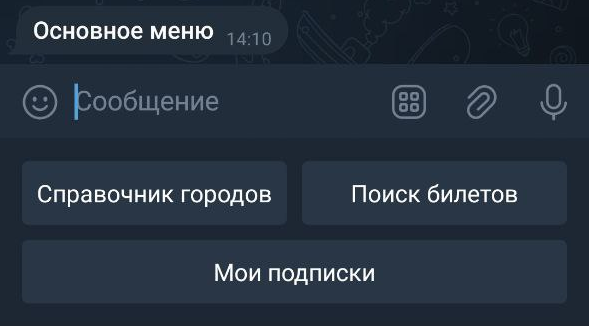 Основное меню
14:10
Сообщение
Справочник городов
Поиск билетов
Мои подписки